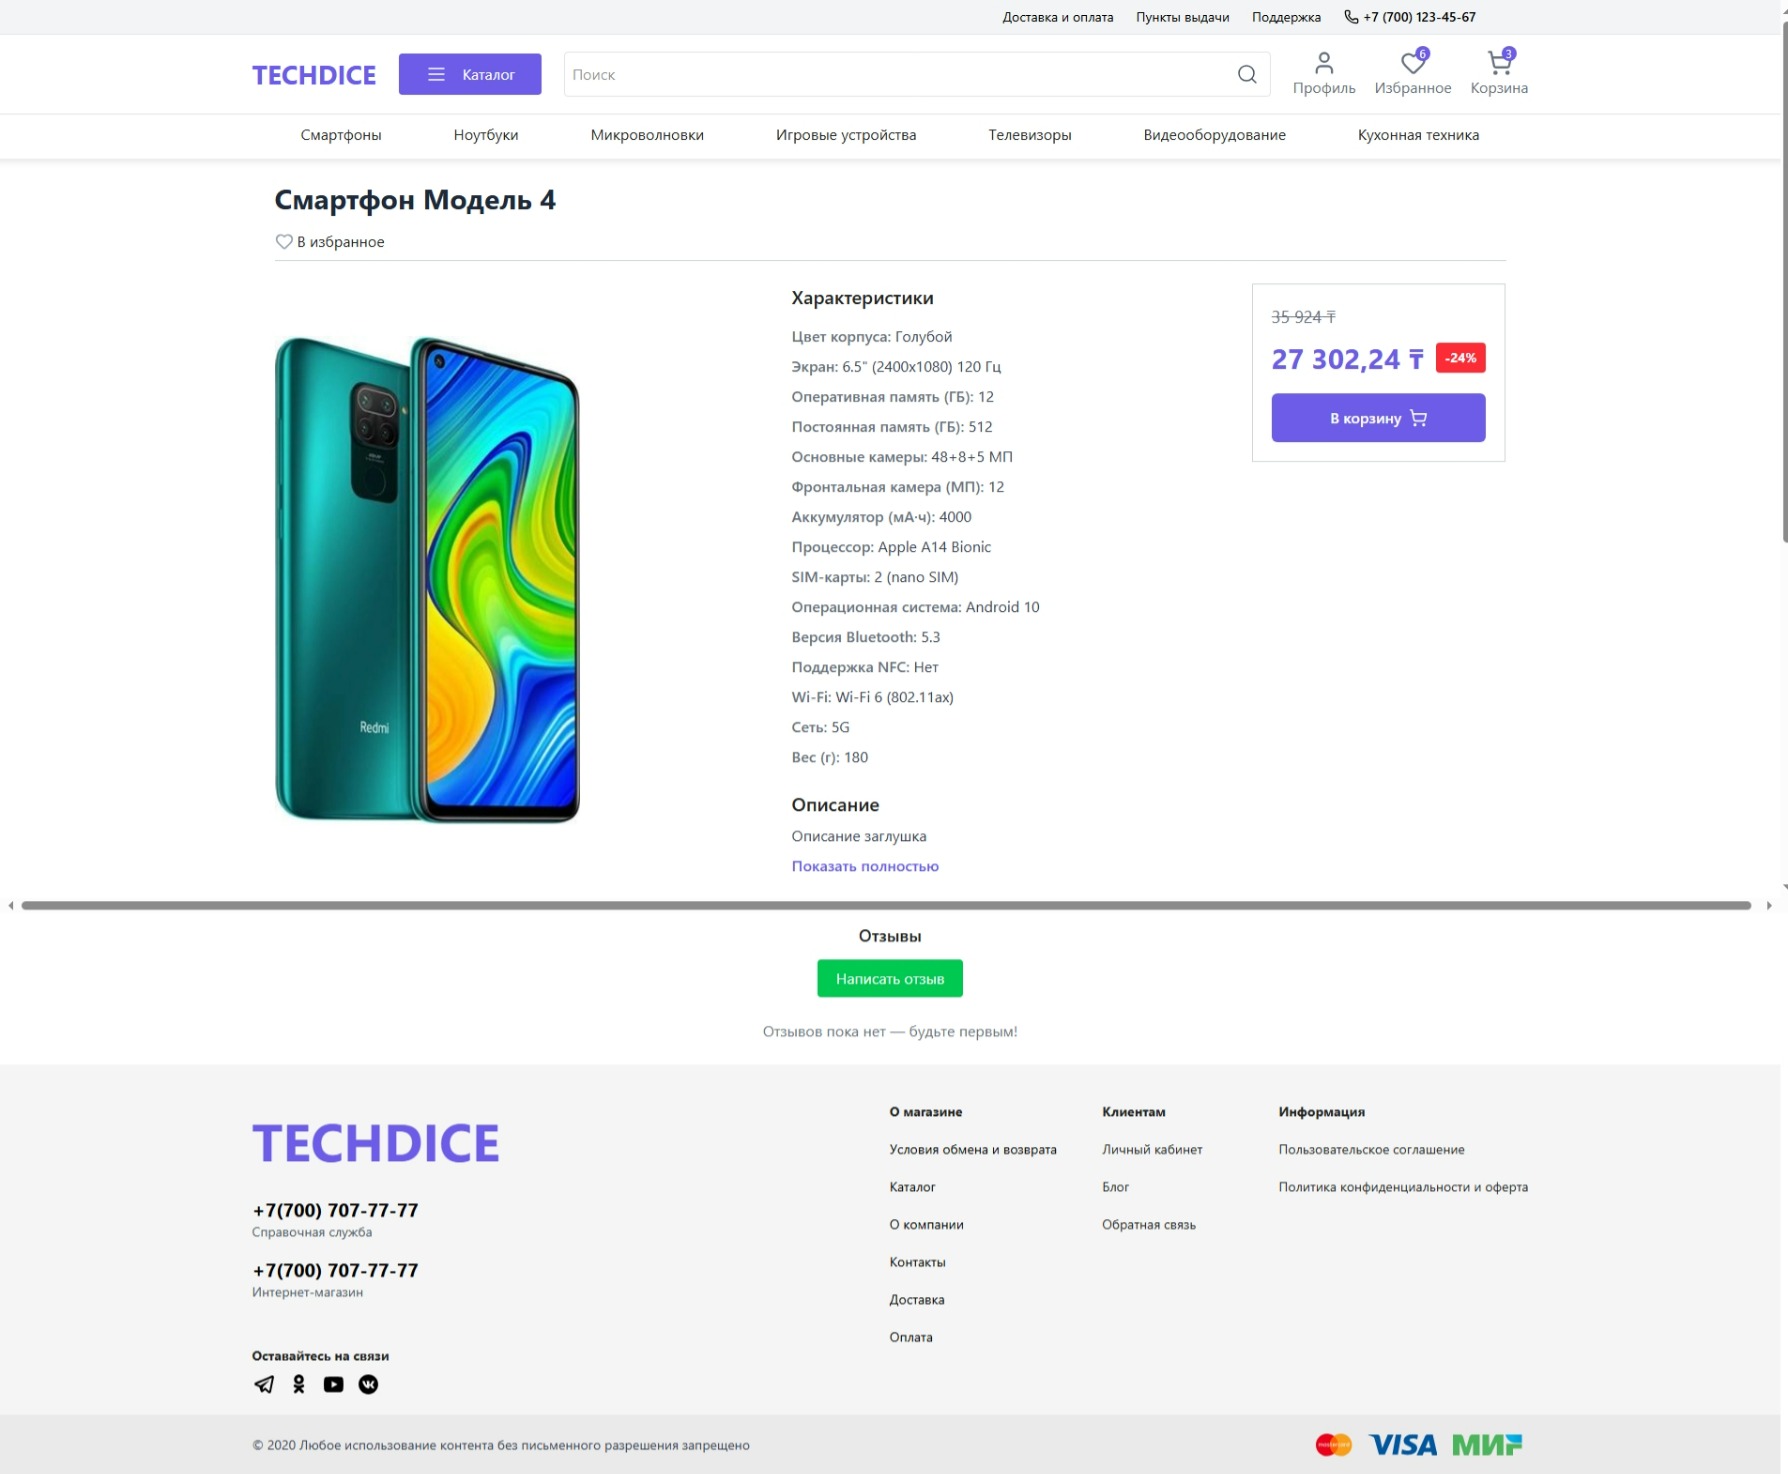 Доставка и оплата Пункты выдачи Поддержка +7 (700) 123-45-67
TECHDICE Каталог Поиск 6 3
Профиль Избранное Корзина
Смартфоны Ноутбуки Микроволновки Игровые устройства Телевизоры Видеооборудование Кухонная техника
Смартфон Модель 4
В избранное
Redmi
Характеристики
Цвет корпуса: Голубой
Экран: 6.5" (2400x1080) 120 Гц
Оперативная память (ГБ): 12
Постоянная память (ГБ): 512
Основные камеры: 48+8+5 МП
Фронтальная камера (МП): 12
Аккумулятор (мА·ч): 4000
Процессор: Apple A14 Bionic
SIM-карты: 2 (nano SIM)
Операционная система: Android 10
Версия Bluetooth: 5.3
Поддержка NFC: Нет
Wi-Fi: Wi-Fi 6 (802.11ax)
Сеть: 5G
Вес (г): 180
Описание
Описание заглушка
Показать полностью
35 924 ₸
27 302,24 ₸ -24%
В корзину
Отзывы
Написать отзыв
Отзывов пока нет — будьте первым!
TECHDICE
+7(700) 707-77-77
Справочная служба
+7(700) 707-77-77
Интернет-магазин
Оставайтесь на связи
О магазине
Условия обмена и возврата
Каталог
О компании
Контакты
Доставка
Оплата
Клиентам
Личный кабинет
Блог
Обратная связь
Информация
Пользовательское соглашение
Политика конфиденциальности и оферта
© 2020 Любое использование контента без письменного разрешения запрещено
mastercard VISA МИР